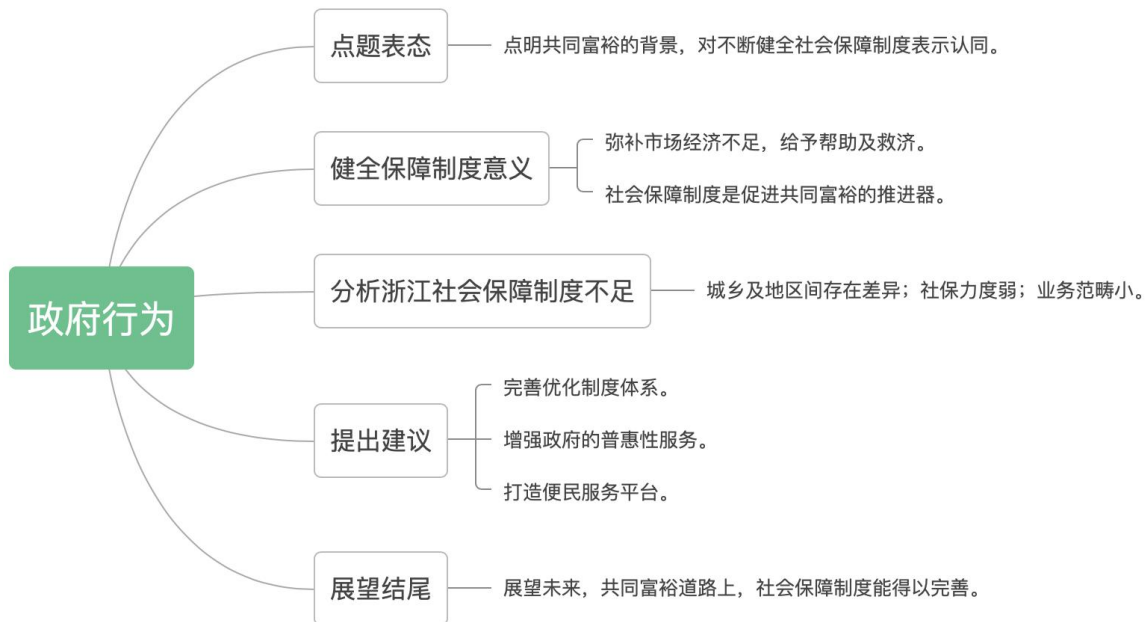 政府行为
点题表态
点明共同富裕的背景，对不断健全社会保障制度表示认同。
健全保障制度意义
弥补市场经济不足，给予帮助及救济。
社会保障制度是促进共同富裕的推进器。
分析浙江社会保障制度不足
城乡及地区间存在差异；社保力度弱；业务范畴小。
提出建议
完善优化制度体系。
增强政府的普惠性服务。
打造便民服务平台。
展望结尾
展望未来，共同富裕道路上，社会保障制度能得以完善。